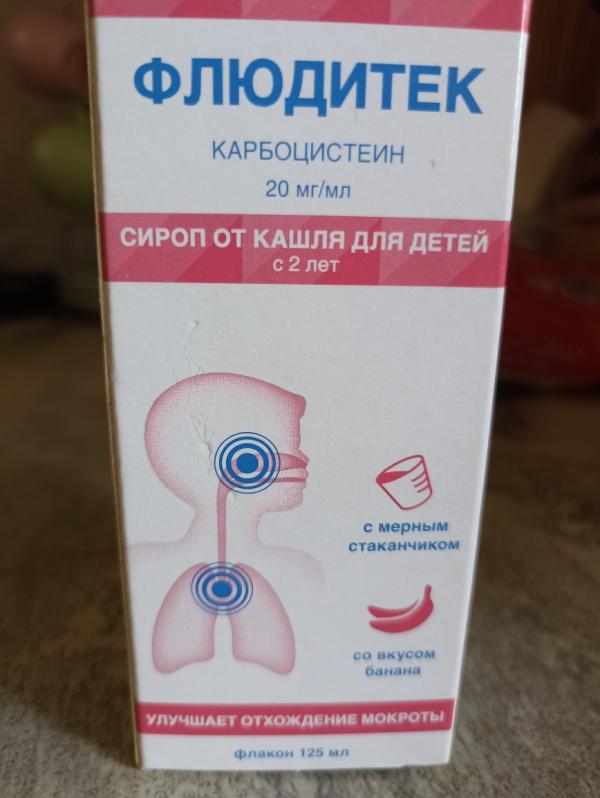 ФЛЮДИТЕК
КАРБОЦИСТЕИН
20 мг/мл
СИРОП ОТ КАШЛЯ ДЛЯ ДЕТЕЙ
с 2 лет
с мерным
стаканчиком
со вкусом
банана
УЛУЧШАЕТ ОТХОЖДЕНИЕ МОКРОТЫ
флакон 125 мл